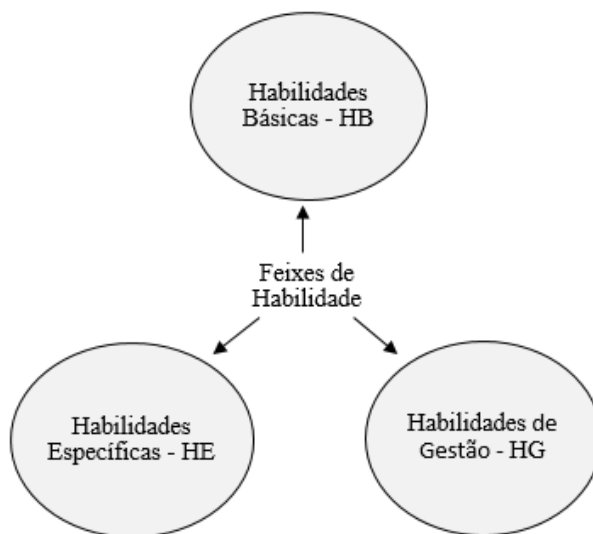 Habilidades
Básicas - HB
Feixes de
Habilidade
Habilidades
Específicas - HE
Habilidades de
Gestão - HG